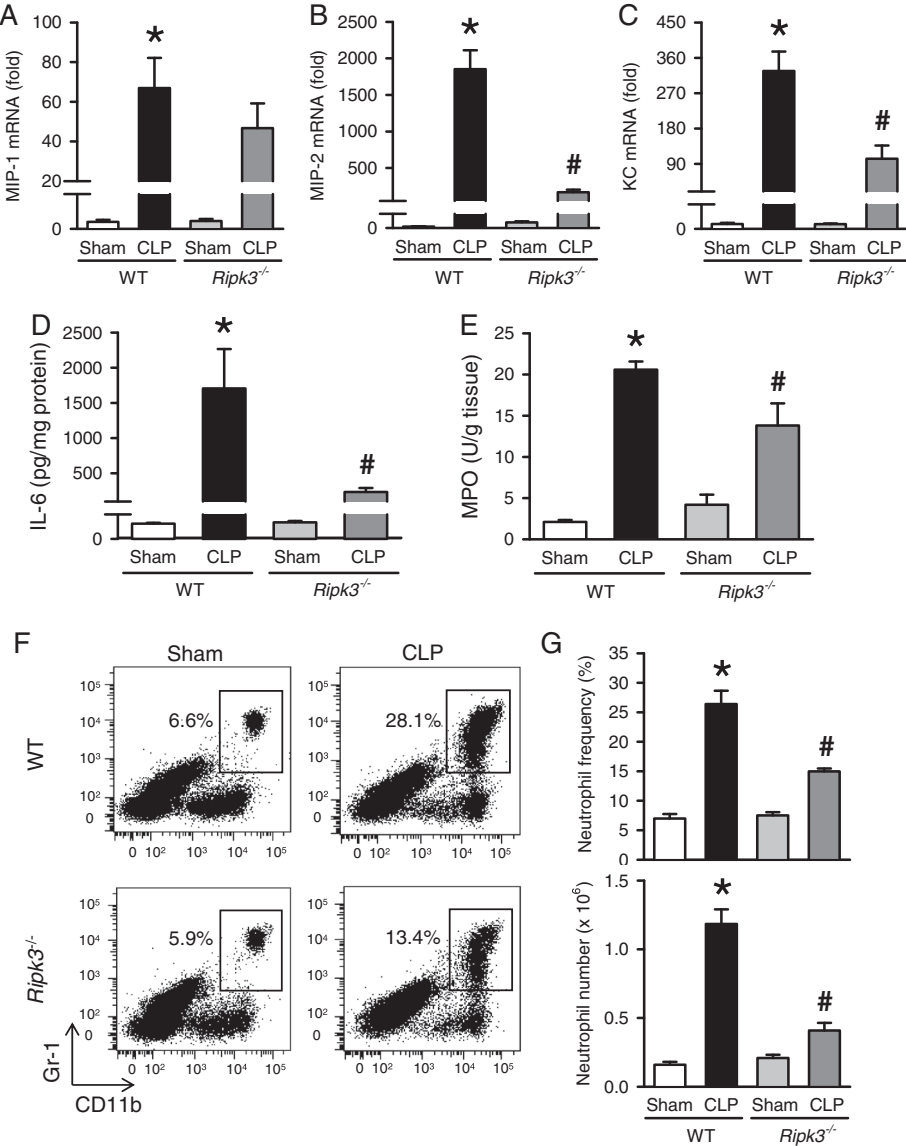 A
MIP-1 mRNA (fold)
100
80
60
40
20
0
*
Sham CLP Sham CLP
WT Ripk3-/-
B
MIP-2 mRNA (fold)
2500
2000
1500
1000
500
0
*
#
Sham CLP Sham CLP
WT Ripk3-/-
C
KC mRNA (fold)
450
360
270
180
90
0
*
#
Sham CLP Sham CLP
WT Ripk3-/-
D
IL-6 (pg/mg protein)
2500
2000
1500
1000
500
0
*
#
Sham CLP Sham CLP
WT Ripk3-/-
E
MPO (U/g tissue)
25
20
15
10
5
0
*
#
Sham CLP Sham CLP
WT Ripk3-/-
F
Sham CLP
WT
10⁵
10⁴
10³
10²
0
6.6%
0 10² 10³ 10⁴ 10⁵
10⁵
10⁴
10³
10²
0
28.1%
0 10² 10³ 10⁴ 10⁵
Ripk3-/-
10⁵
10⁴
10³
10²
0
5.9%
0 10² 10³ 10⁴ 10⁵
10⁵
10⁴
10³
10²
0
13.4%
0 10² 10³ 10⁴ 10⁵
Gr-1
CD11b
G
Neutrophil frequency (%)
35
30
25
20
15
10
5
0
*
#
Neutrophil number (x 10⁶)
1.5
1.0
0.5
0.0
*
#
Sham CLP Sham CLP
WT Ripk3-/-